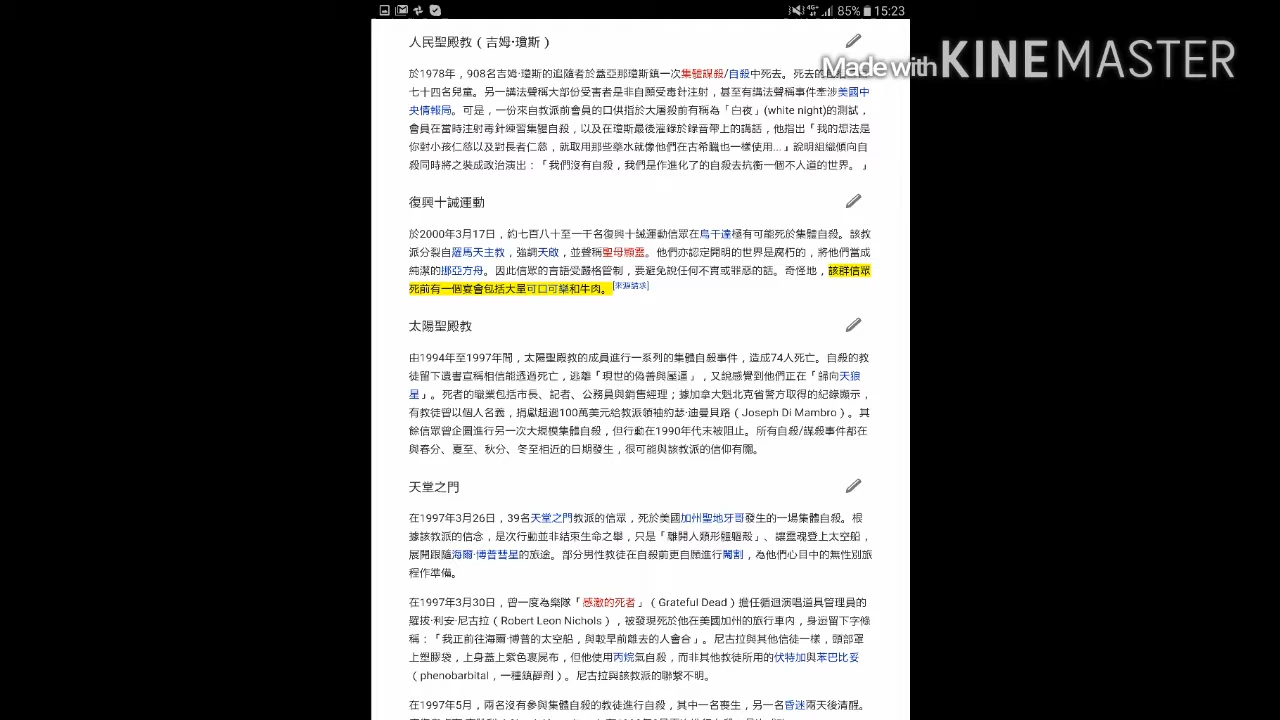 4G+ 85% 15:23
人民聖殿教（吉姆·瓊斯）
Made with KINEMASTER
於1978年，908名吉姆·瓊斯的追隨者於蓋亞那瓊斯鎮一次集體謀殺/自殺中死去。死去的
七十四名兒童。另一講法聲稱大部份受害者是非自願受毒針注射，甚至有講法聲稱事件牽涉美國中
央情報局。可是，一份來自教派前會員的口供指於大屠殺前有稱為「白夜」(white night)的測試，
會員在當時注射毒針練習集體自殺，以及在瓊斯最後灌錄於錄音帶上的講話，他指出「我的想法是
你對小孩仁慈以及對長者仁慈，就取用那些藥水就像他們在古希臘也一樣使用...」說明組織傾向自
殺同時將之裝成政治演出：「我們沒有自殺，我們是作進化了的自殺去抗衡一個不人道的世界。」
復興十誡運動
於2000年3月17日，約七百八十至一千名復興十誡運動信眾在烏干達極有可能死於集體自殺。該教
派分裂自羅馬天主教，強調天啟，並聲稱聖母顯靈。他們亦認定開明的世界是腐朽的，將他們當成
純潔的挪亞方舟。因此信眾的言語受嚴格管制，要避免說任何不實或罪惡的話。奇怪地，該群信眾
死前有一個宴會包括大量可口可樂和牛肉。[來源請求]
太陽聖殿教
由1994年至1997年間，太陽聖殿教的成員進行一系列的集體自殺事件，造成74人死亡。自殺的教
徒留下遺書宣稱相信能透過死亡，逃離「現世的偽善與壓逼」，又說感覺到他們正在「歸向天狼
星」。死者的職業包括市長、記者、公務員與銷售經理；據加拿大魁北克省警方取得的紀錄顯示，
有教徒曾以個人名義，捐獻超過100萬美元給教派領袖約瑟·迪曼貝路（Joseph Di Mambro）。其
餘信眾曾企圖進行另一次大規模集體自殺，但行動在1990年代末被阻止。所有自殺/謀殺事件都在
與春分、夏至、秋分、冬至相近的日期發生，很可能與該教派的信仰有關。
天堂之門
在1997年3月26日，39名天堂之門教派的信眾，死於美國加州聖地牙哥發生的一場集體自殺。根
據該教派的信念，是次行動並非結束生命之舉，只是「離開人類形體軀殼」、讓靈魂登上太空船，
展開跟隨海爾·博普彗星的旅途。部分男性教徒在自殺前更自願進行閹割，為他們心目中的無性別旅
程作準備。
在1997年3月30日，曾一度為樂隊「感激的死者」（Grateful Dead）擔任循迴演唱道具管理員的
羅拔·利安·尼古拉（Robert Leon Nichols），被發現死於他在美國加州的旅行車內，身邊留下字條
稱：「我正前往海爾·博普的太空船，與較早前離去的人會合」。尼古拉與其他信徒一樣，頭部罩
上塑膠袋，上身蓋上紫色裹屍布，但他使用丙烷氣自殺，而非其他教徒所用的伏特加與苯巴比妥
（phenobarbital，一種鎮靜劑）。尼古拉與該教派的聯繫不明。
在1997年5月，兩名沒有參與集體自殺的教徒進行自殺，其中一名喪生，另一名昏迷兩天後清醒。